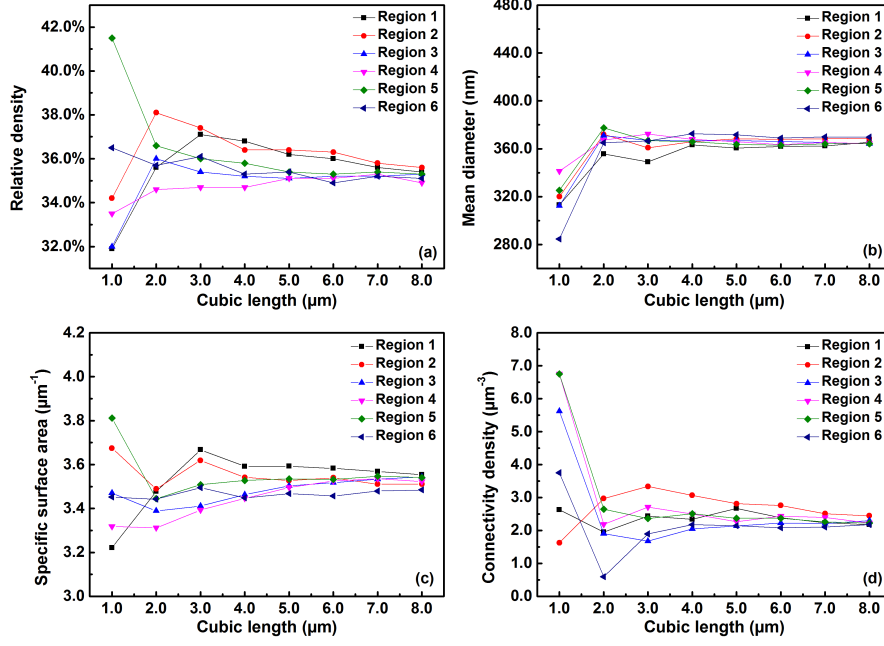 42.0%
40.0%
38.0%
36.0%
34.0%
32.0%
Relative density
Region 1
Region 2
Region 3
Region 4
Region 5
Region 6
(a)
1.0 2.0 3.0 4.0 5.0 6.0 7.0 8.0
Cubic length (μm)
480.0
440.0
400.0
360.0
320.0
280.0
Mean diameter (nm)
Region 1
Region 2
Region 3
Region 4
Region 5
Region 6
(b)
1.0 2.0 3.0 4.0 5.0 6.0 7.0 8.0
Cubic length (μm)
4.2
4.0
3.8
3.6
3.4
3.2
3.0
Specific surface area (μm⁻¹)
Region 1
Region 2
Region 3
Region 4
Region 5
Region 6
(c)
1.0 2.0 3.0 4.0 5.0 6.0 7.0 8.0
Cubic length (μm)
8.0
7.0
6.0
5.0
4.0
3.0
2.0
1.0
0.0
Connectivity density (μm⁻³)
Region 1
Region 2
Region 3
Region 4
Region 5
Region 6
(d)
1.0 2.0 3.0 4.0 5.0 6.0 7.0 8.0
Cubic length (μm)